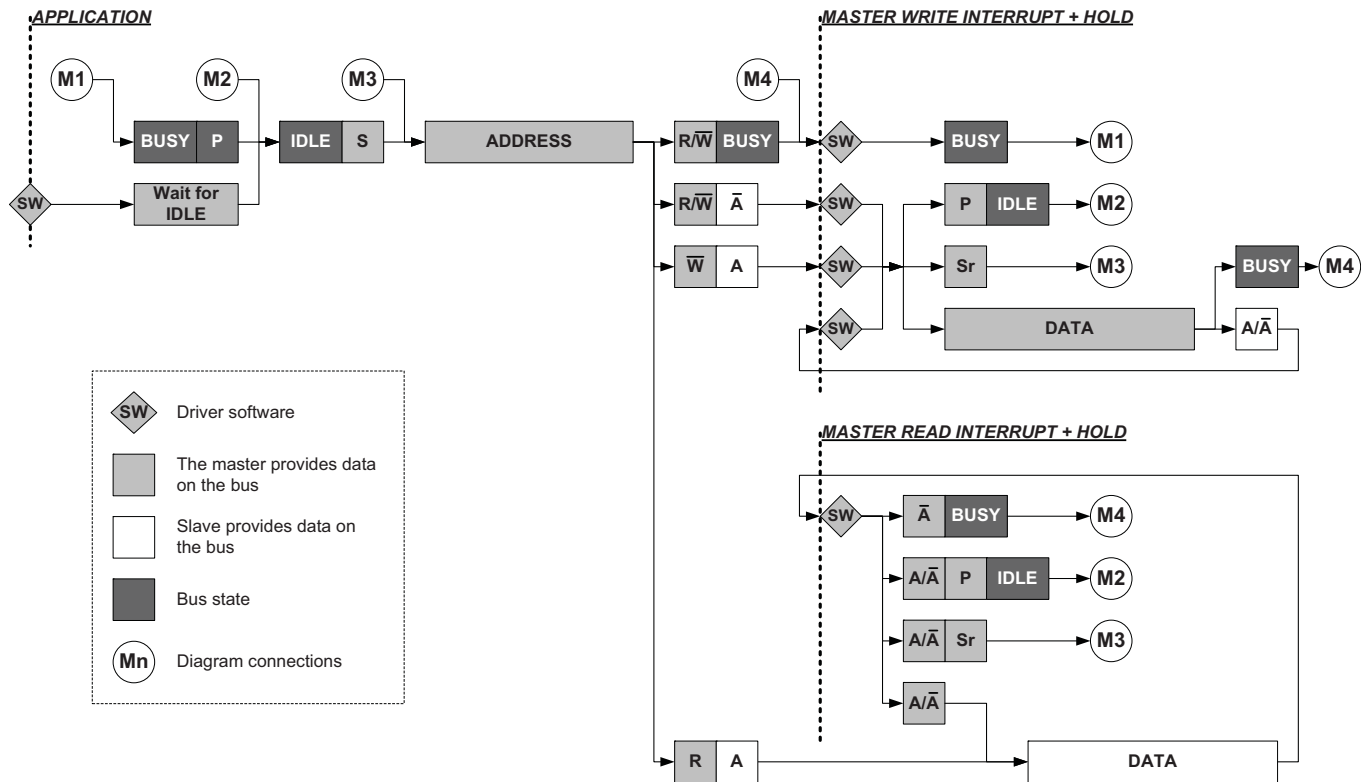 APPLICATION
MASTER WRITE INTERRUPT + HOLD
M1
M2
M3
M4
BUSY P
IDLE S
ADDRESS
R/W̅ BUSY
SW
BUSY
M1
SW
Wait for
IDLE
R/W̅ A̅
SW
P IDLE
M2
W̅ A
SW
Sr
M3
BUSY
M4
SW
DATA
A/A̅
SW
Driver software
The master provides data
on the bus
Slave provides data on
the bus
Bus state
Mn
Diagram connections
MASTER READ INTERRUPT + HOLD
SW
A̅ BUSY
M4
A/A̅ P IDLE
M2
A/A̅ Sr
M3
A/A̅
R A
DATA